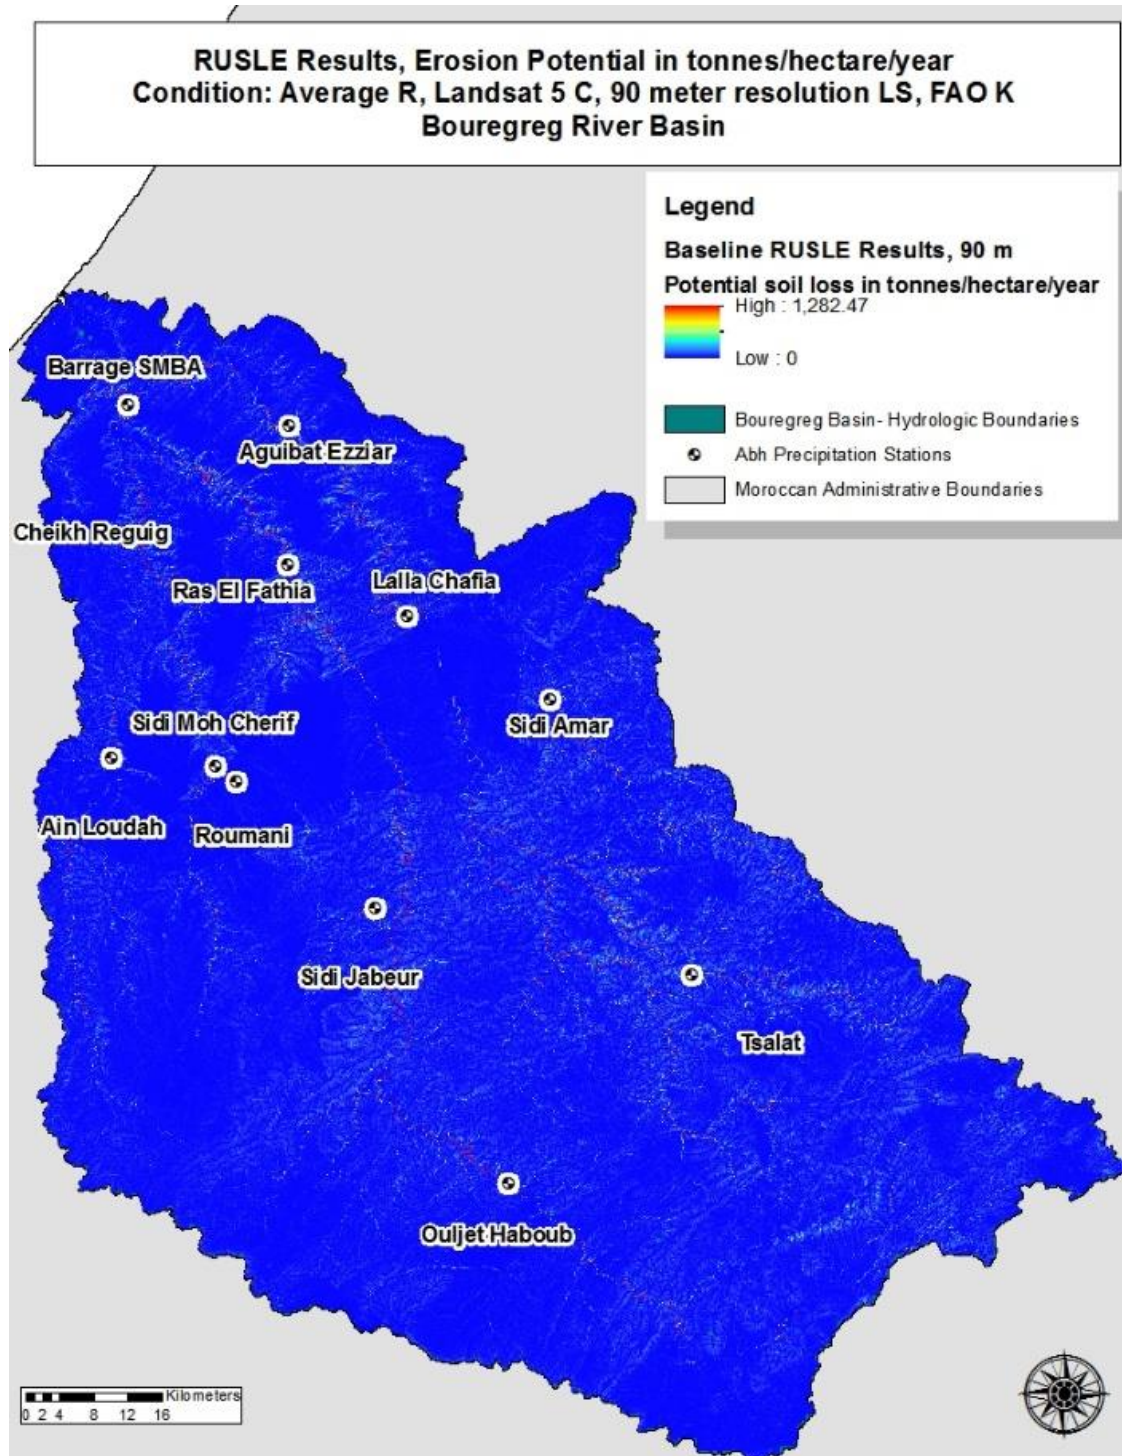 RUSLE Results, Erosion Potential in tonnes/hectare/year
Condition: Average R, Landsat 5 C, 90 meter resolution LS, FAO K
Bouregreg River Basin
Legend
Baseline RUSLE Results, 90 m
Potential soil loss in tonnes/hectare/year
High : 1,282.47
Low : 0
Bouregreg Basin- Hydrologic Boundaries
Abh Precipitation Stations
Moroccan Administrative Boundaries
Barrage SMBA
Aguibat Ezziar
Cheikh Reguig
Ras El Fathia
Lalla Chafia
Sidi Moh Cherif
Sidi Amar
Ain Loudah
Roumani
Sidi Jabeur
Tsalat
Ouljet Haboub
Kilometers
0 2 4 8 12 16